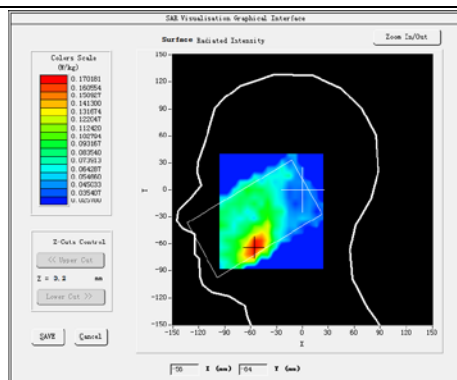 SAR Visualisation Graphical Interface
Surface Radiated Intensity
Zoom In/Out
Colors Scale
(W/kg)
0.170181
0.160554
0.150927
0.141300
0.131674
0.122047
0.112420
0.102794
0.093167
0.083540
0.073913
0.064287
0.054660
0.045033
0.035407
0.025780
150
120
90
60
30
0
-30
-60
-90
-120
-150
Y
-150 -120 -90 -60 -30 0 30 60 90 120 150
X
Z-Cuts Control
<< Upper Cut
Z = 3.2 mm
Lower Cut >>
SAVE Cancel
-56 X (mm) -64 Y (mm)